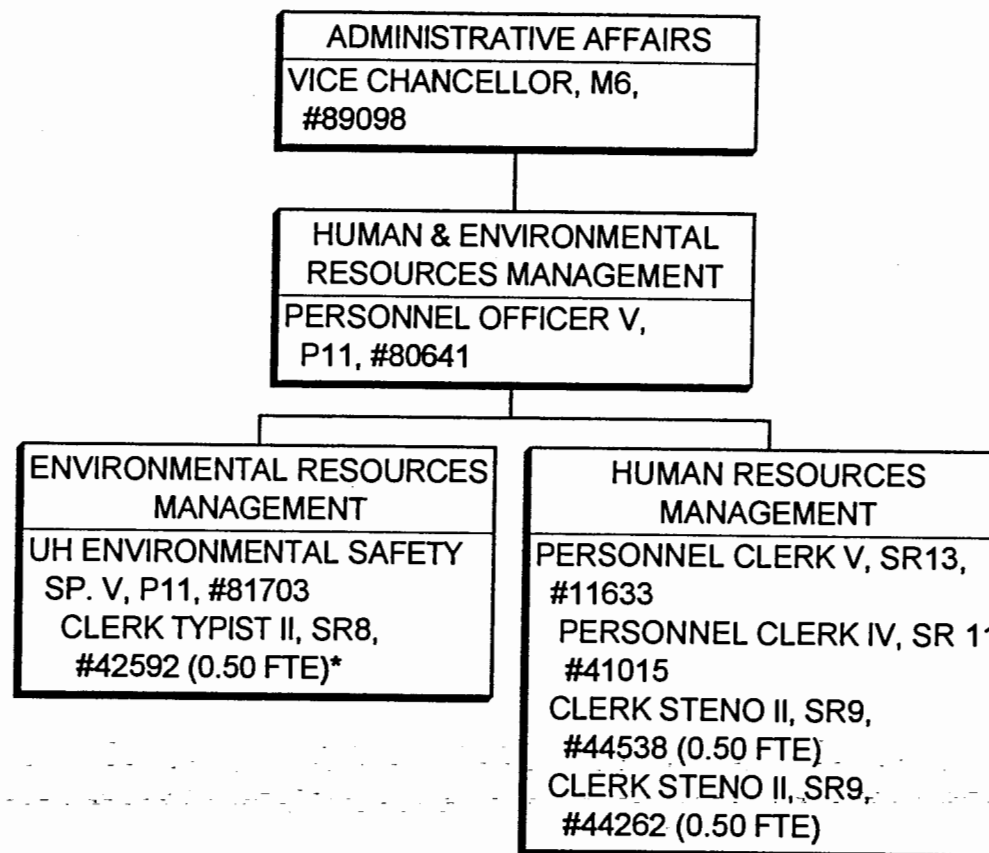 ADMINISTRATIVE AFFAIRS
VICE CHANCELLOR, M6,
#89098
HUMAN & ENVIRONMENTAL
RESOURCES MANAGEMENT
PERSONNEL OFFICER V,
P11, #80641
ENVIRONMENTAL RESOURCES
MANAGEMENT
UH ENVIRONMENTAL SAFETY
SP. V, P11, #81703
CLERK TYPIST II, SR8,
#42592 (0.50 FTE)*
HUMAN RESOURCES
MANAGEMENT
PERSONNEL CLERK V, SR13,
#11633
PERSONNEL CLERK IV, SR 11
#41015
CLERK STENO II, SR9,
#44538 (0.50 FTE)
CLERK STENO II, SR9,
#44262 (0.50 FTE)